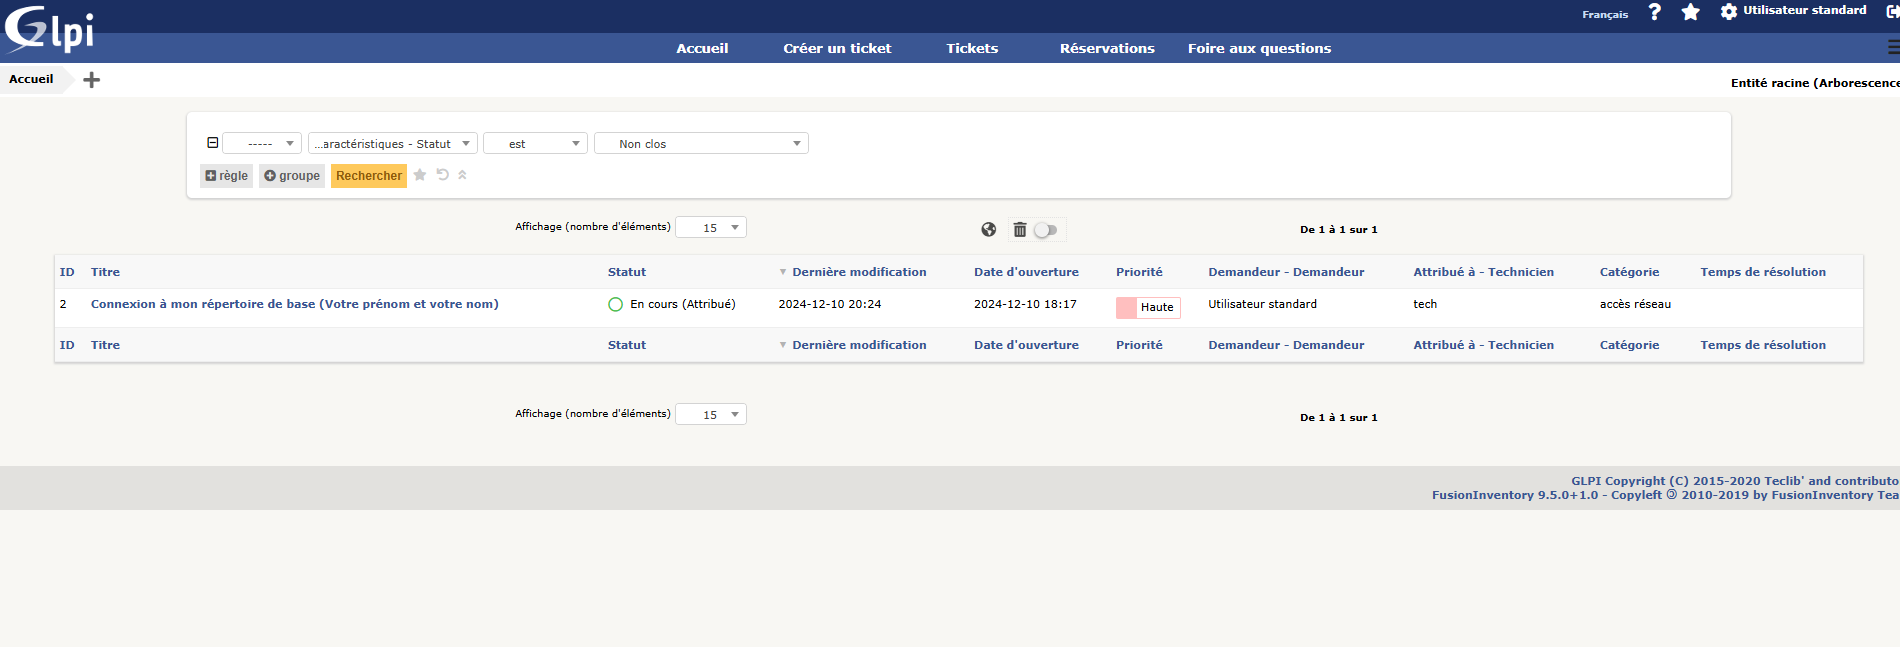 Glpi
Français ? Utilisateur standard
Accueil Créer un ticket Tickets Réservations Foire aux questions
Accueil
Entité racine (Arborescence
----- ...aractéristiques - Statut est Non clos
règle groupe Rechercher
Affichage (nombre d'éléments) 15 De 1 à 1 sur 1
ID Titre Statut Dernière modification Date d'ouverture Priorité Demandeur - Demandeur Attribué à - Technicien Catégorie Temps de résolution
2 Connexion à mon répertoire de base (Votre prénom et votre nom) En cours (Attribué) 2024-12-10 20:24 2024-12-10 18:17 Haute Utilisateur standard tech accès réseau
ID Titre Statut Dernière modification Date d'ouverture Priorité Demandeur - Demandeur Attribué à - Technicien Catégorie Temps de résolution
Affichage (nombre d'éléments) 15 De 1 à 1 sur 1
GLPI Copyright (C) 2015-2020 Teclib' and contributo
FusionInventory 9.5.0+1.0 - Copyleft 🄯 2010-2019 by FusionInventory Tea